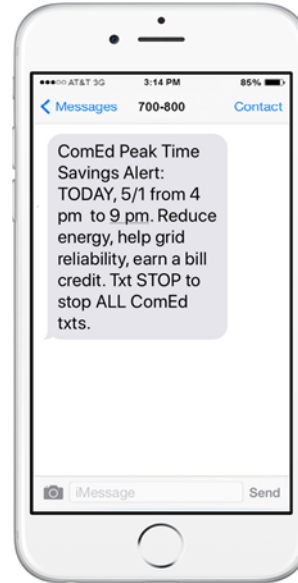 AT&T 3G 3:14 PM 85%
Messages 700-800 Contact
ComEd Peak Time
Savings Alert:
TODAY, 5/1 from 4
pm to 9 pm. Reduce
energy, help grid
reliability, earn a bill
credit. Txt STOP to
stop ALL ComEd
txts.
iMessage Send